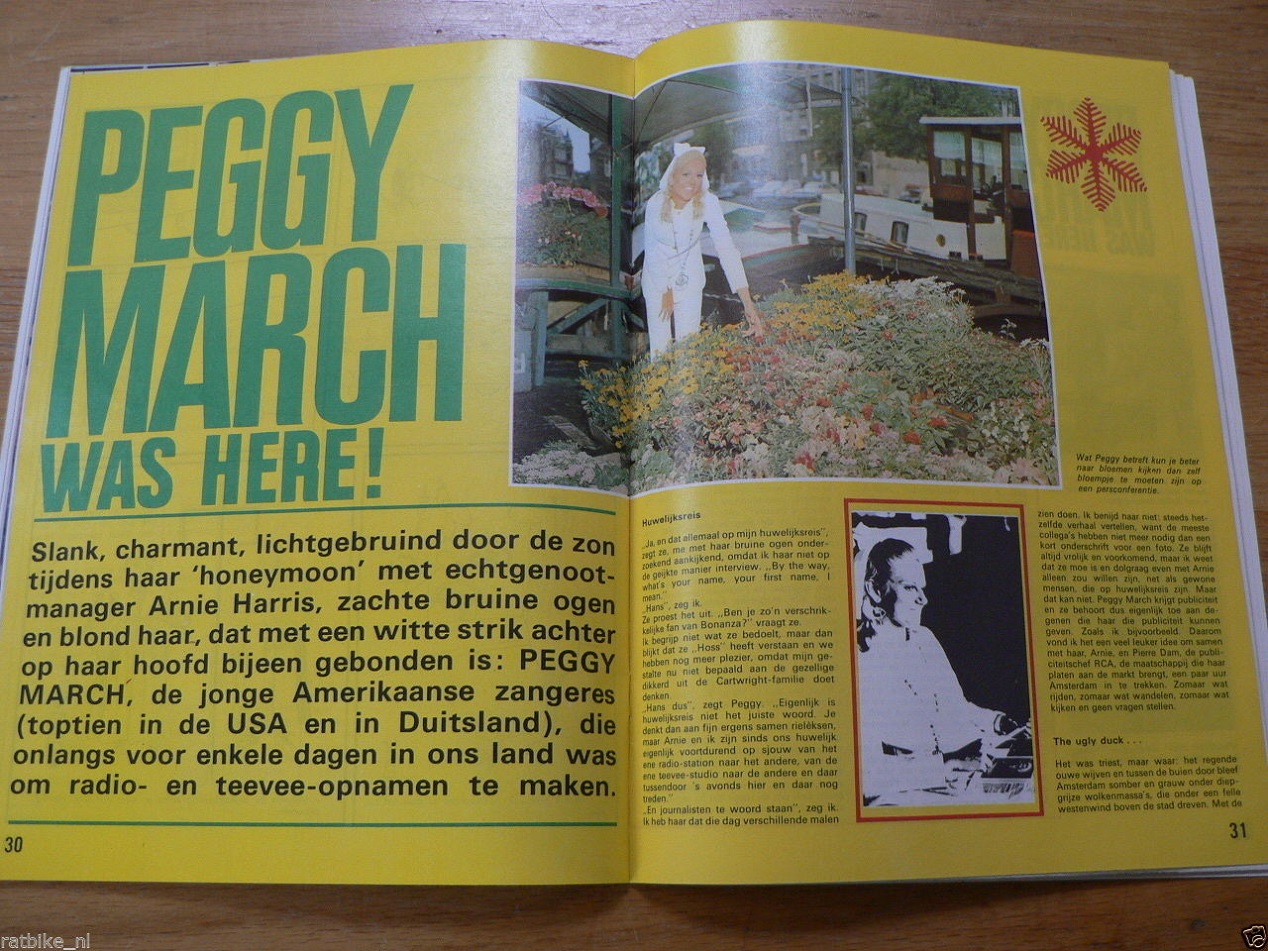 PEGGY
MARCH
WAS HERE!
Slank, charmant, lichtgebruind door de zon
tijdens haar ‘honeymoon’ met echtgenoot-
manager Arnie Harris, zachte bruine ogen
en blond haar, dat met een witte strik achter
op haar hoofd bijeen gebonden is: PEGGY
MARCH, de jonge Amerikaanse zangeres
(toptien in de USA en in Duitsland), die
onlangs voor enkele dagen in ons land was
om radio- en teevee-opnamen te maken.
30
Wat Peggy betreft kun je beter
naar bloemen kijken dan zelf
bloempje te moeten zijn op
een persconferentie.
Huwelijksreis
„Ja, en dat allemaal op mijn huwelijksreis”,
zegt ze, me met haar bruine ogen onder-
zoekend aankijkend, omdat ik haar niet op
de geijkte manier interview. „By the way,
what's your name, your first name, I
mean.”
„Hans”, zeg ik.
Ze proest het uit. „Ben je zo'n verschrik-
kelijke fan van Bonanza?” vraagt ze.
Ik begrijp niet wat ze bedoelt, maar dan
blijkt dat ze „Hoss” heeft verstaan en we
hebben nog meer plezier, omdat mijn ge-
stalte nu niet bepaald aan de gezellige
dikkerd uit de Cartwright-familie doet
denken.
„Hans dus”, zegt Peggy. „Eigenlijk is
huwelijksreis niet het juiste woord. Je
denkt dan aan fijn ergens samen rielèksen,
maar Arnie en ik zijn sinds ons huwelijk
eigenlijk voortdurend op sjouw van het
ene radio-station naar het andere, van de
ene teevee-studio naar de andere en daar
tussendoor 's avonds hier en daar nog
treden.”
„En journalisten te woord staan”, zeg ik.
Ik heb haar dat die dag verschillende malen
zien doen. Ik benijd haar niet: steeds het-
zelfde verhaal vertellen, want de meeste
collega's hebben niet meer nodig dan een
kort onderschrift voor een foto. Ze blijft
altijd vrolijk en voorkomend, maar ik weet
dat ze moe is en dolgraag even met Arnie
alleen zou willen zijn, net als gewone
mensen, die op huwelijksreis zijn. Maar
dat kan niet. Peggy March krijgt publiciteit
en ze behoort dus eigenlijk toe aan de-
genen die haar die publiciteit kunnen
geven. Zoals ik bijvoorbeeld. Daarom
vond ik het een veel leuker idee om samen
met haar, Arnie, en Pierre Dam, de publi-
citeitschef RCA, de maatschappij die haar
platen aan de markt brengt, een paar uur
Amsterdam in te trekken. Zomaar wat
rijden, zomaar wat wandelen, zomaar wat
kijken en geen vragen stellen.
The ugly duck . . .
Het was triest, maar waar: het regende
ouwe wijven en tussen de buien door bleef
Amsterdam somber en grauw onder diep-
grijze wolkenmassa's, die onder een felle
westenwind boven de stad dreven. Met de
31
ratbike_nl